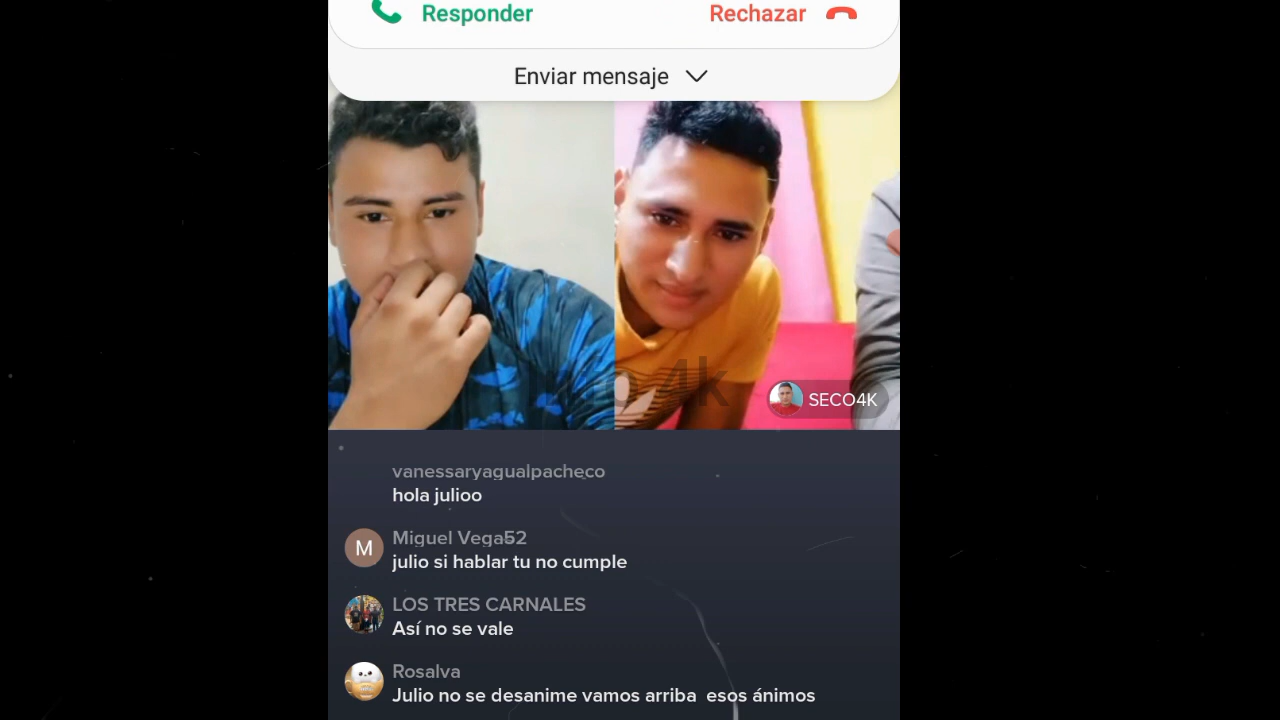 Responder Rechazar
Enviar mensaje
4k
SECO4K
vanessaryagualpacheco
hola julioo
M
Miguel Vega52
julio si hablar tu no cumple
LOS TRES CARNALES
Así no se vale
Rosalva
Julio no se desanime vamos arriba esos ánimos